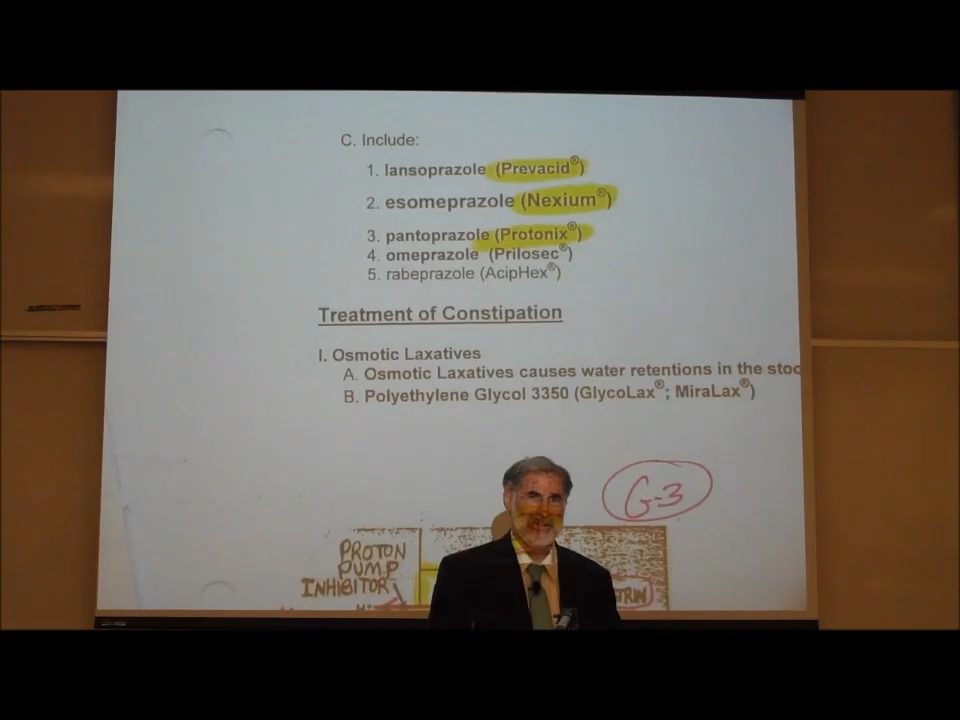 C. Include:
1. lansoprazole (Prevacid®)
2. esomeprazole (Nexium®)
3. pantoprazole (Protonix®)
4. omeprazole (Prilosec®)
5. rabeprazole (AcipHex®)
Treatment of Constipation
I. Osmotic Laxatives
A. Osmotic Laxatives causes water retentions in the stoo
B. Polyethylene Glycol 3350 (GlycoLax®; MiraLax®)
G-3
PROTON
PUMP
INHIBITOR
TRIN